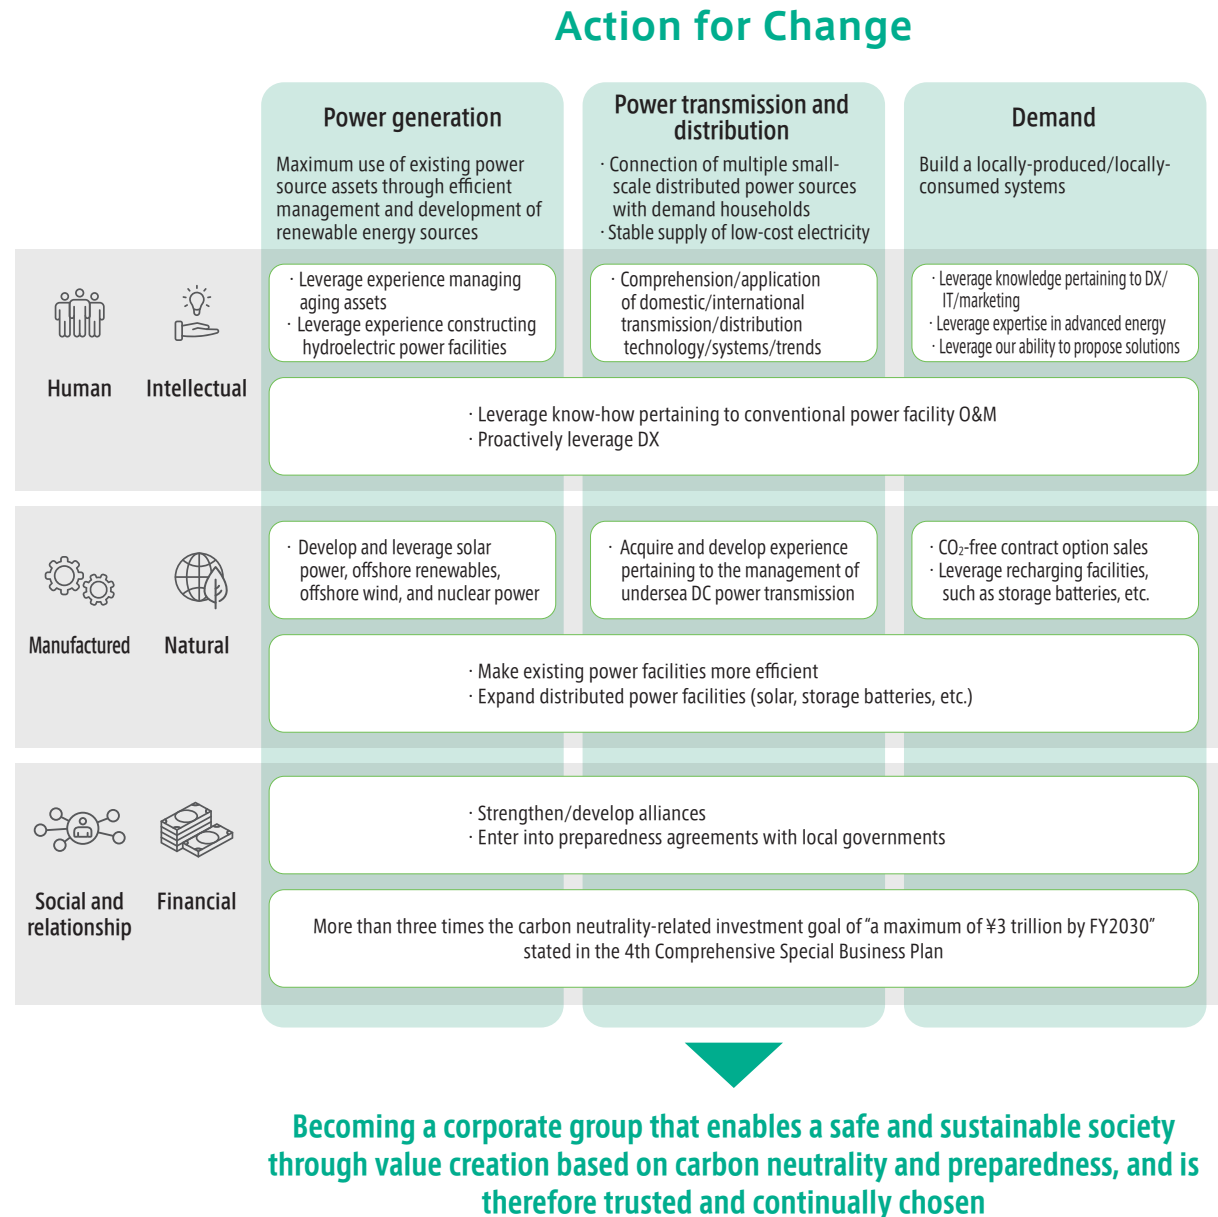 Action for Change
Power generation
Maximum use of existing power
source assets through efficient
management and development of
renewable energy sources
Power transmission and
distribution
· Connection of multiple small-
scale distributed power sources
with demand households
· Stable supply of low-cost electricity
Demand
Build a locally-produced/locally-
consumed systems
Human
Intellectual
· Leverage experience managing
aging assets
· Leverage experience constructing
hydroelectric power facilities
· Comprehension/application
of domestic/international
transmission/distribution
technology/systems/trends
· Leverage knowledge pertaining to DX/
IT/marketing
· Leverage expertise in advanced energy
· Leverage our ability to propose solutions
· Leverage know-how pertaining to conventional power facility O&M
· Proactively leverage DX
Manufactured
Natural
· Develop and leverage solar
power, offshore renewables,
offshore wind, and nuclear power
· Acquire and develop experience
pertaining to the management of
undersea DC power transmission
· CO₂-free contract option sales
· Leverage recharging facilities,
such as storage batteries, etc.
· Make existing power facilities more efficient
· Expand distributed power facilities (solar, storage batteries, etc.)
Social and
relationship
Financial
· Strengthen/develop alliances
· Enter into preparedness agreements with local governments
More than three times the carbon neutrality-related investment goal of “a maximum of ¥3 trillion by FY2030”
stated in the 4th Comprehensive Special Business Plan
Becoming a corporate group that enables a safe and sustainable society
through value creation based on carbon neutrality and preparedness, and is
therefore trusted and continually chosen